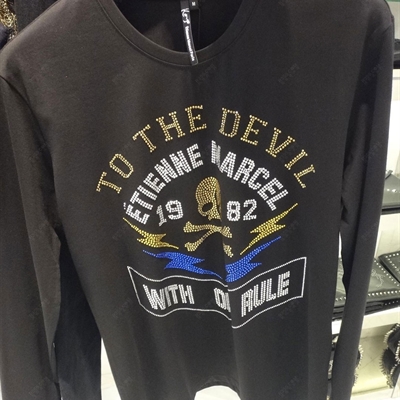 TO THE DEVIL
ETIENNE MARCEL
19 82
WITH
RULE